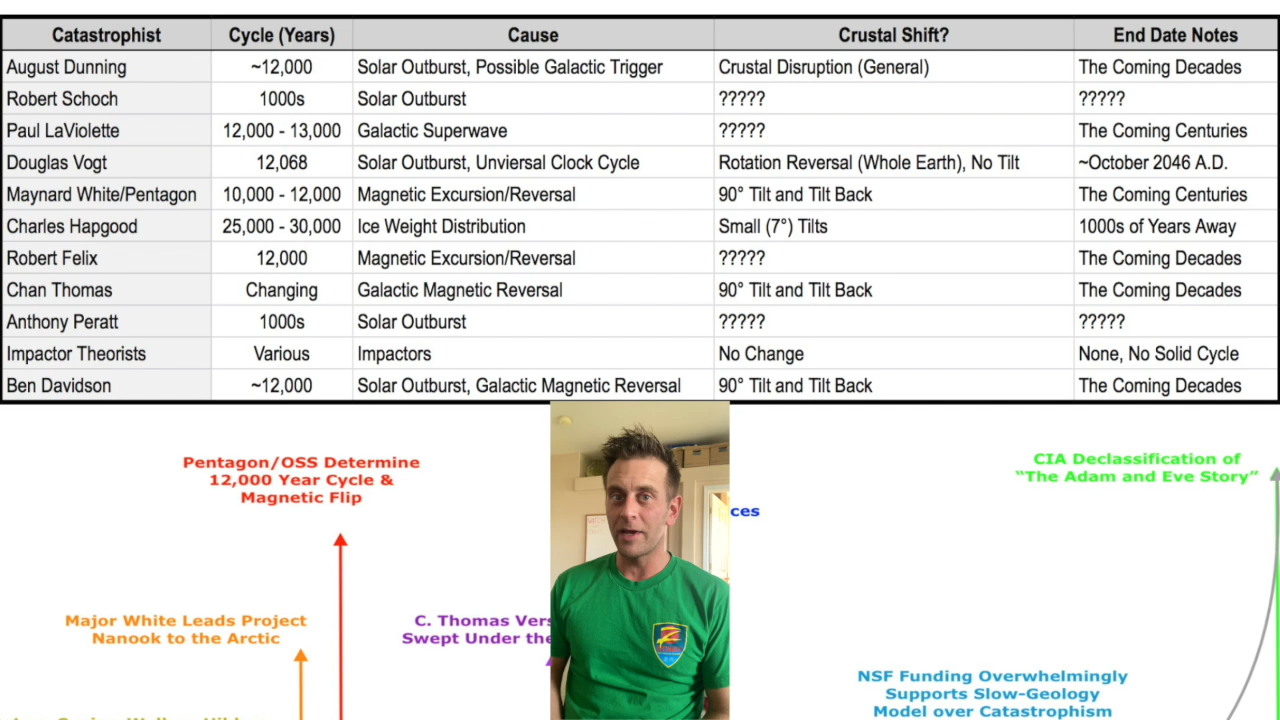 Catastrophist Cycle (Years) Cause Crustal Shift? End Date Notes
August Dunning ~12,000 Solar Outburst, Possible Galactic Trigger Crustal Disruption (General) The Coming Decades
Robert Schoch 1000s Solar Outburst ????? ?????
Paul LaViolette 12,000 - 13,000 Galactic Superwave ????? The Coming Centuries
Douglas Vogt 12,068 Solar Outburst, Unviersal Clock Cycle Rotation Reversal (Whole Earth), No Tilt ~October 2046 A.D.
Maynard White/Pentagon 10,000 - 12,000 Magnetic Excursion/Reversal 90° Tilt and Tilt Back The Coming Centuries
Charles Hapgood 25,000 - 30,000 Ice Weight Distribution Small (7°) Tilts 1000s of Years Away
Robert Felix 12,000 Magnetic Excursion/Reversal ????? The Coming Decades
Chan Thomas Changing Galactic Magnetic Reversal 90° Tilt and Tilt Back The Coming Decades
Anthony Peratt 1000s Solar Outburst ????? ?????
Impactor Theorists Various Impactors No Change None, No Solid Cycle
Ben Davidson ~12,000 Solar Outburst, Galactic Magnetic Reversal 90° Tilt and Tilt Back The Coming Decades
Pentagon/OSS Determine
12,000 Year Cycle &
Magnetic Flip
CIA Declassification of
“The Adam and Eve Story”
ces
Major White Leads Project
Nanook to the Arctic
C. Thomas Vers
Swept Under the
NSF Funding Overwhelmingly
Supports Slow-Geology
Model over Catastrophism